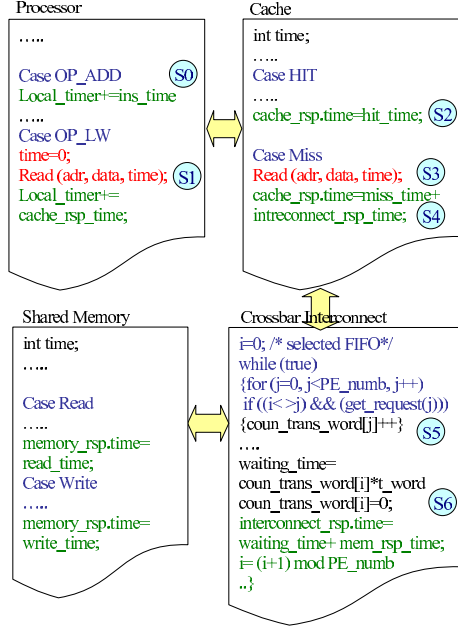 Processor
…..
Case OP_ADD
S0
Local_timer+=ins_time
…..
Case OP_LW
time=0;
Read (adr, data, time);
S1
Local_timer+=
cache_rsp_time;
Cache
int time;
…..
Case HIT
…..
cache_rsp.time=hit_time;
S2
Case Miss
Read (adr, data, time);
S3
cache_rsp.time=miss_time+
intreconnect_rsp_time;
S4
Shared Memory
int time;
…..
Case Read
…..
memory_rsp.time=
read_time;
Case Write
…..
memory_rsp.time=
write_time;
Crossbar Interconnect
i=0; /* selected FIFO*/
while (true)
{for (j=0, j<PE_numb, j++)
if ((i<>j) && (get_request(j)))
{coun_trans_word[j]++}
S5
….
waiting_time=
coun_trans_word[i]*t_word
coun_trans_word[i]=0;
S6
interconnect_rsp.time=
waiting_time+ mem_rsp_time;
i= (i+1) mod PE_numb
..}